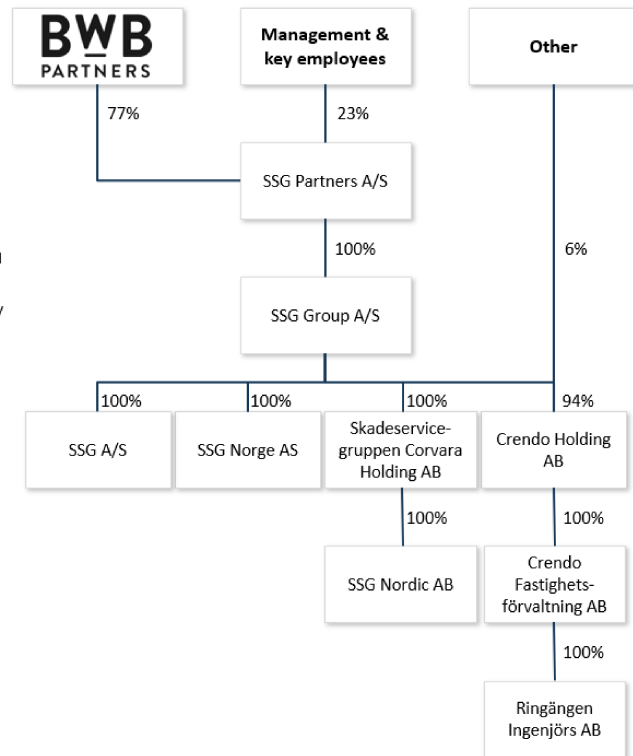 BWB
PARTNERS
Management &
key employees
Other
77%
23%
SSG Partners A/S
100%
6%
SSG Group A/S
100%
100%
100%
94%
SSG A/S
SSG Norge AS
Skadeservice-
gruppen Corvara
Holding AB
Crendo Holding
AB
100%
100%
SSG Nordic AB
Crendo
Fastighets-
förvaltning AB
100%
Ringängen
Ingenjörs AB